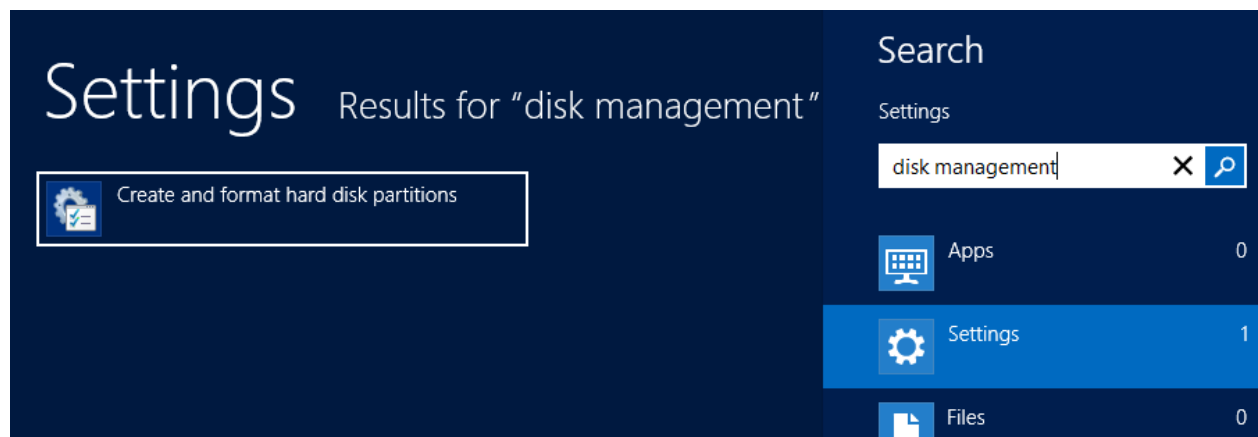 Settings Results for "disk management"
Create and format hard disk partitions
Search
Settings
disk management
Apps 0
Settings 1
Files 0